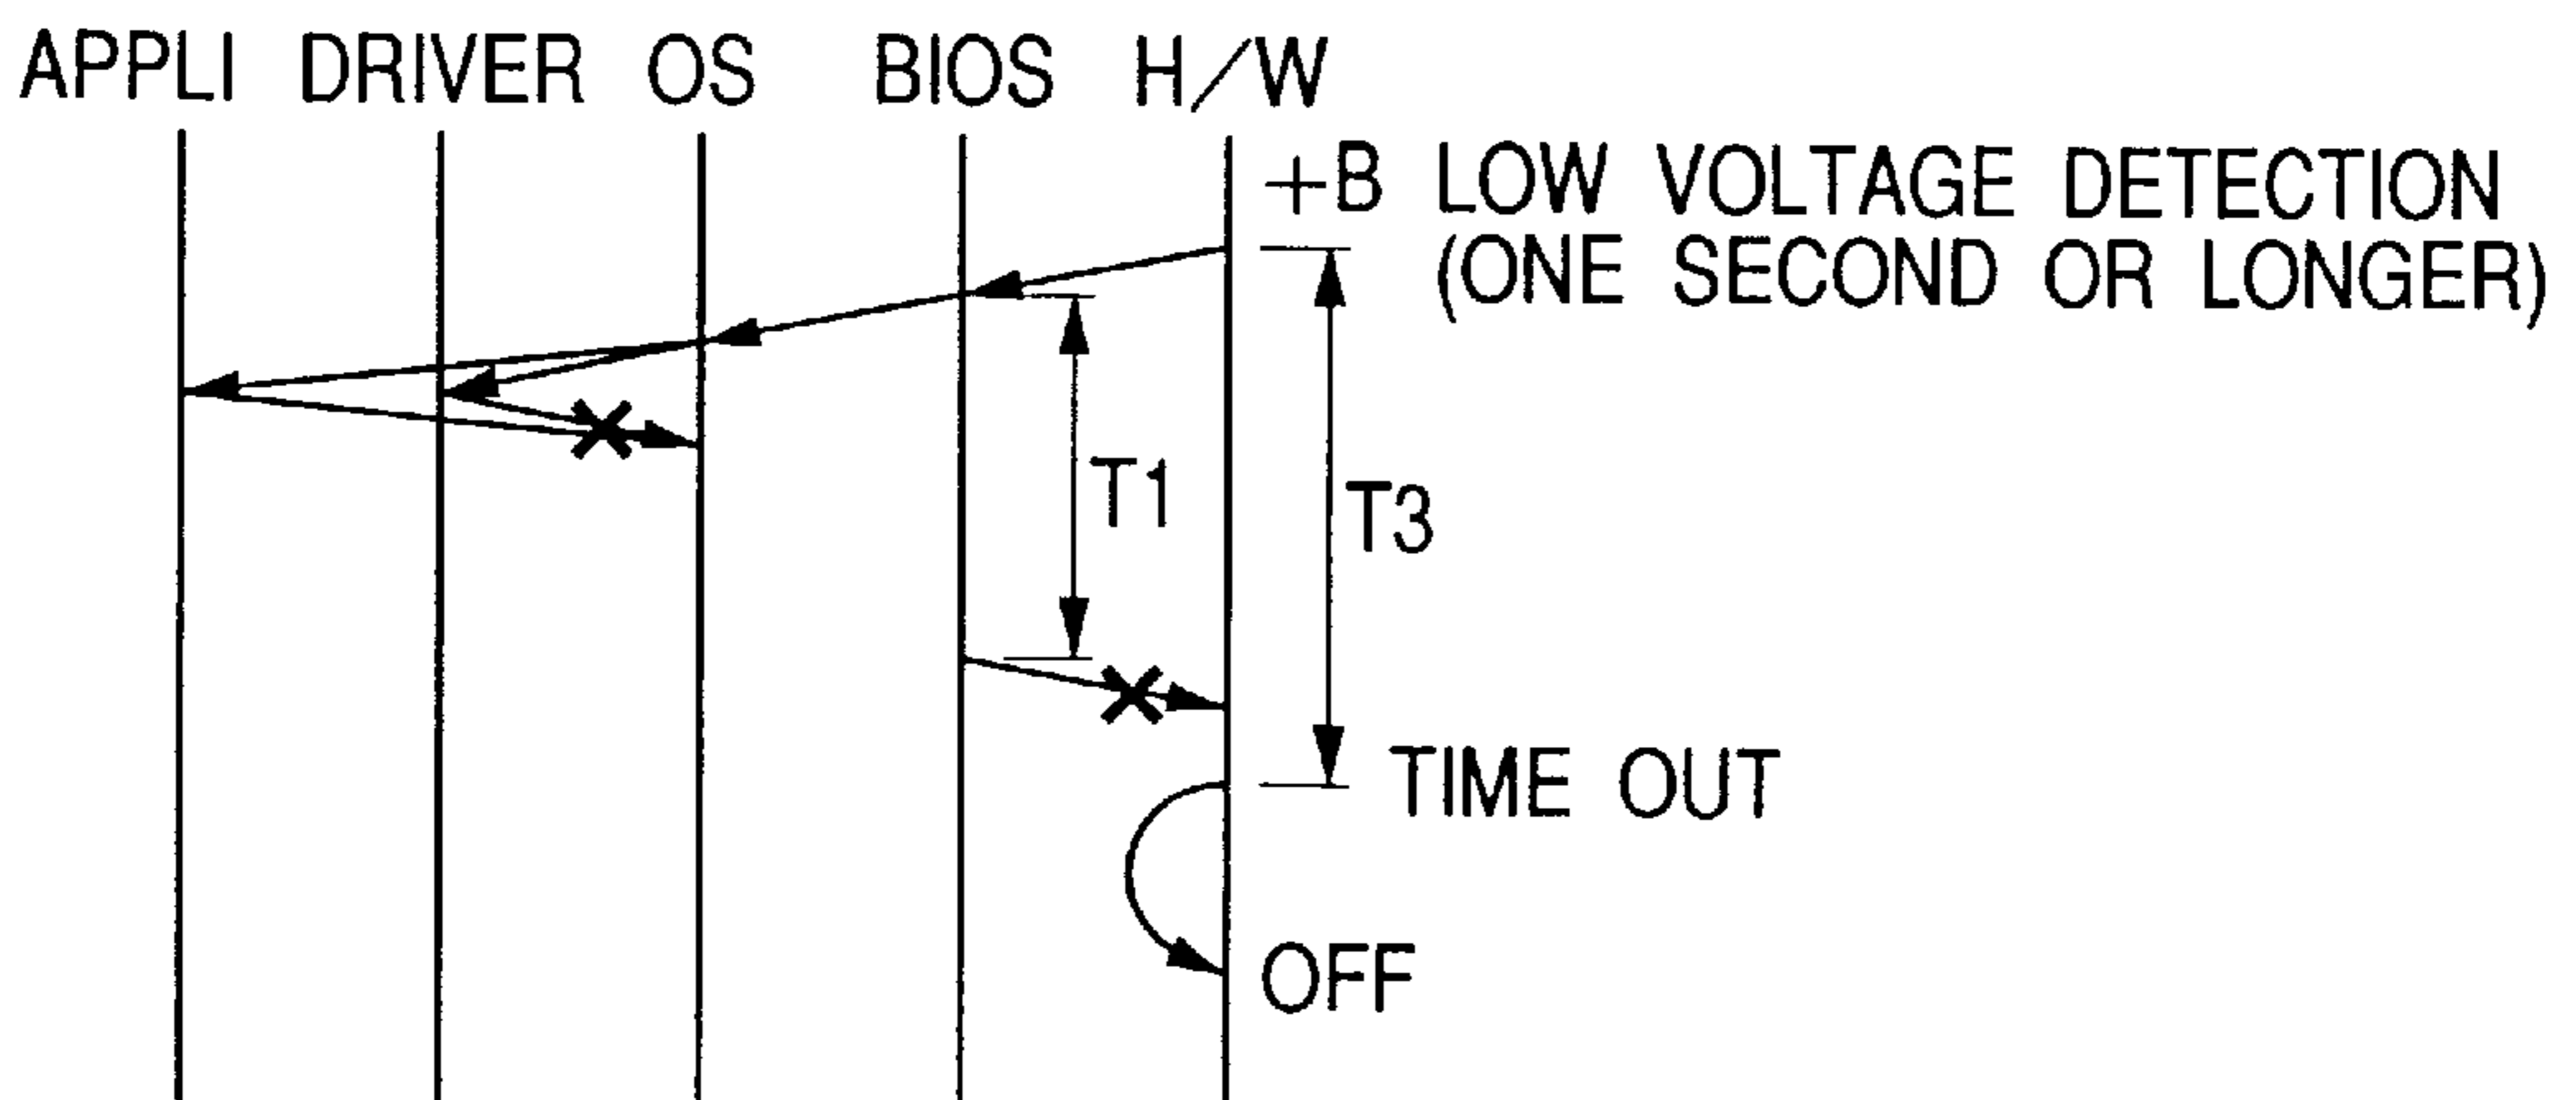 APPLI DRIVER OS BIOS H/W
+B LOW VOLTAGE DETECTION
(ONE SECOND OR LONGER)
T1
T3
TIME OUT
OFF